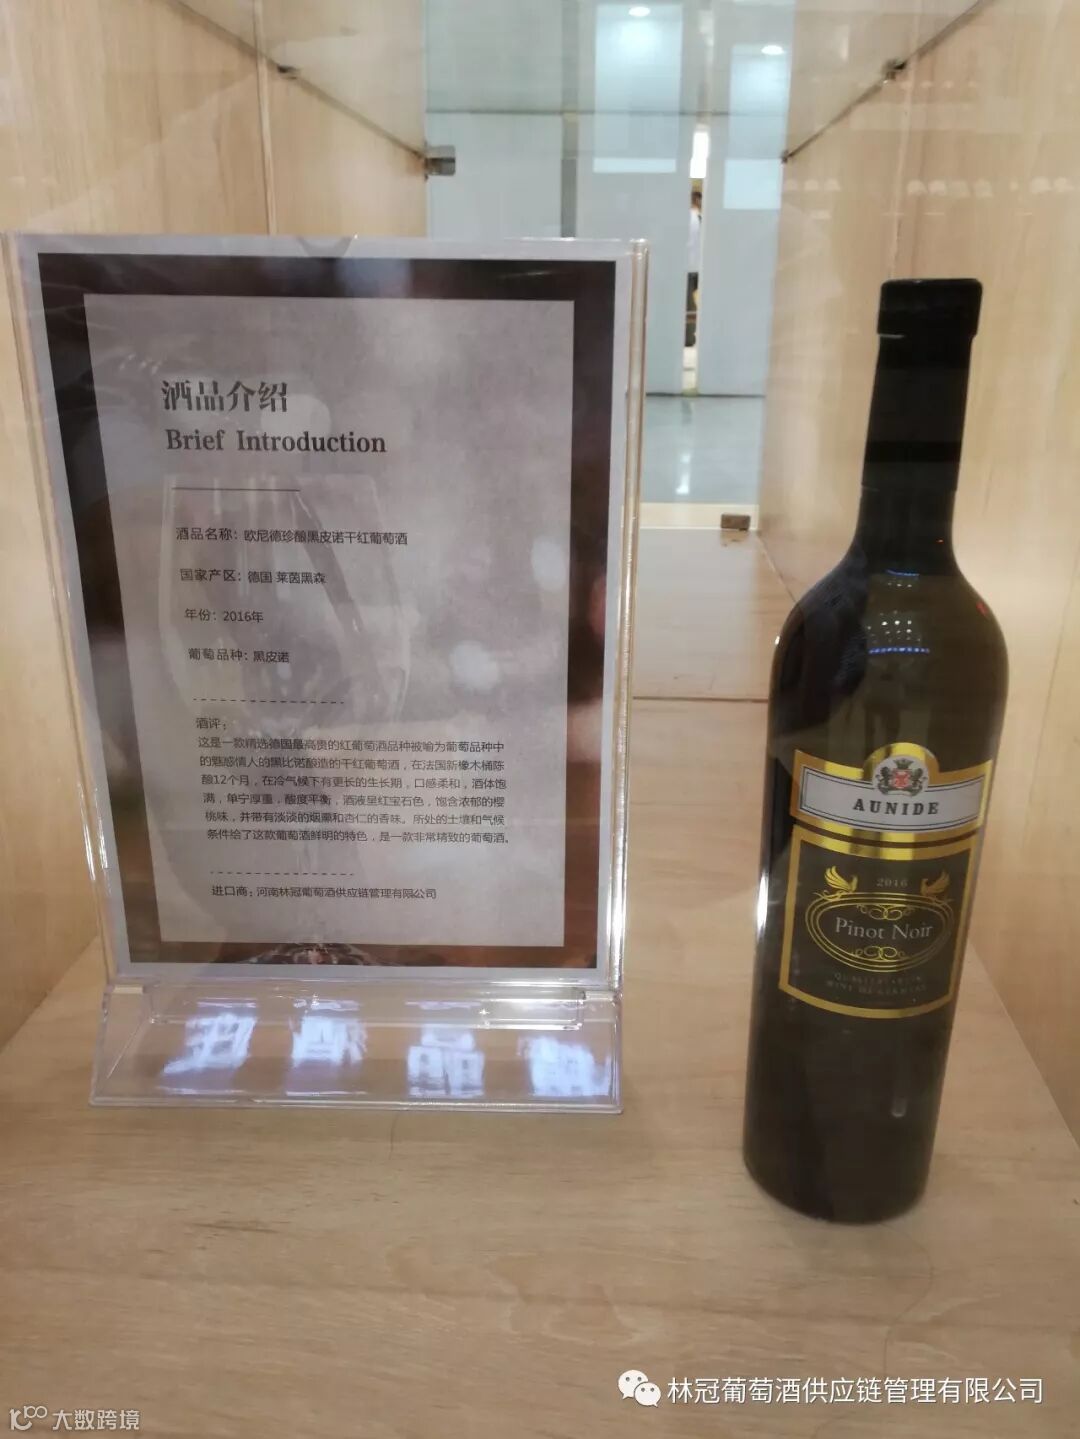 酒品介绍
Brief Introduction
酒品名称：欧尼德珍酿黑皮诺干红葡萄酒
国家产区：德国 莱茵黑森
年份：2016年
葡萄品种：黑皮诺
酒评：
这是一款精选德国最高贵的红葡萄酒品种被喻为葡萄品种中
的魅惑情人的黑比诺酿造的干红葡萄酒，在法国新橡木桶陈
酿12个月，在冷气候下有更长的生长期，口感柔和，酒体饱
满，单宁厚重，酸度平衡，酒液呈红宝石色，饱含浓郁的樱
桃味，并带有淡淡的烟熏和杏仁的香味。所处的土壤和气候
条件给了这款葡萄酒鲜明的特色，是一款非常精致的葡萄酒。
进口商：河南林冠葡萄酒供应链管理有限公司
AUNIDE
2016
Pinot Noir
WINE OF GERMANY
林冠葡萄酒供应链管理有限公司
大数跨境